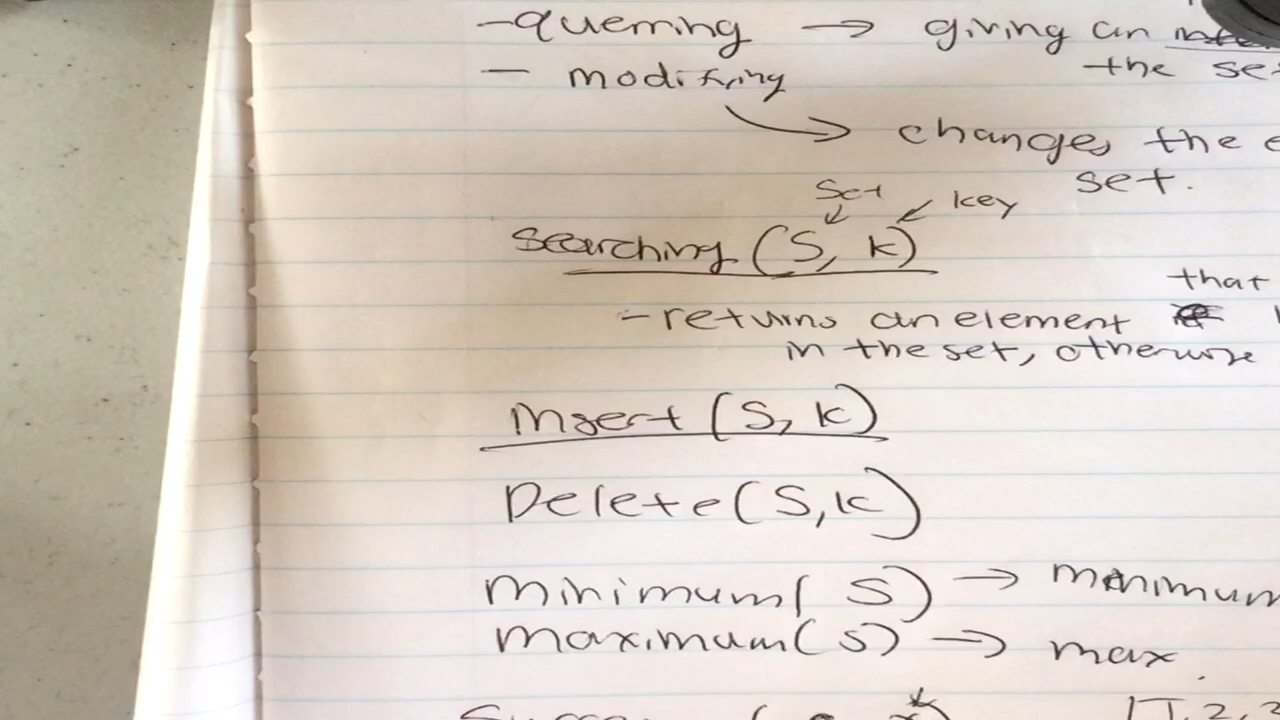 - quering → giving an
- modifying the se
→ changes the e
set.
Set key
Searching (S, k)
that
- returns an element
in the set, otherwise
Insert (S, k)
Delete (S, k)
minimum( S) → minimum
maximum(S) → max